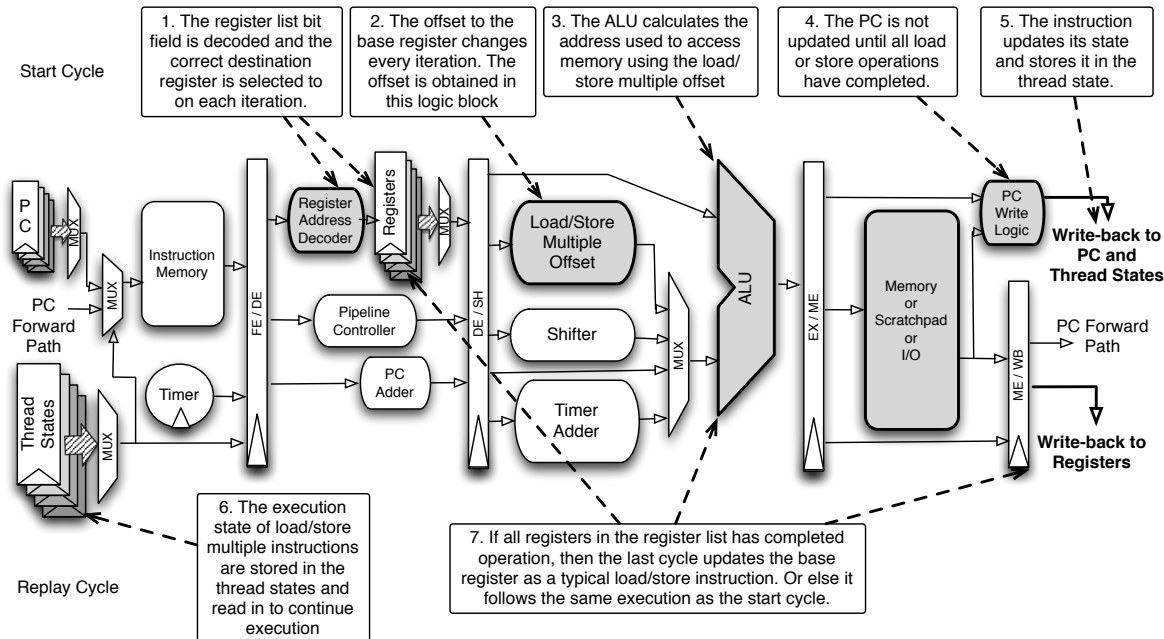 1. The register list bit
field is decoded and the
correct destination
register is selected to
on each iteration.
2. The offset to the
base register changes
every iteration. The
offset is obtained in
this logic block
3. The ALU calculates the
address used to access
memory using the load/
store multiple offset
4. The PC is not
updated until all load
or store operations
have completed.
5. The instruction
updates its state
and stores it in the
thread state.
Start Cycle
PC
MUX
PC
Forward
Path
MUX
Instruction
Memory
Timer
Thread
States
MUX
FE / DE
Register
Address
Decoder
Registers
MUX
Pipeline
Controller
PC
Adder
DE / SH
Load/Store
Multiple
Offset
Shifter
Timer
Adder
MUX
ALU
EX / ME
Memory
or
Scratchpad
or
I/O
PC
Write
Logic
Write-back to
PC and
Thread States
ME / WB
PC Forward
Path
Write-back to
Registers
6. The execution
state of load/store
multiple instructions
are stored in the
thread states and
read in to continue
execution
7. If all registers in the register list has completed
operation, then the last cycle updates the base
register as a typical load/store instruction. Or else it
follows the same execution as the start cycle.
Replay Cycle